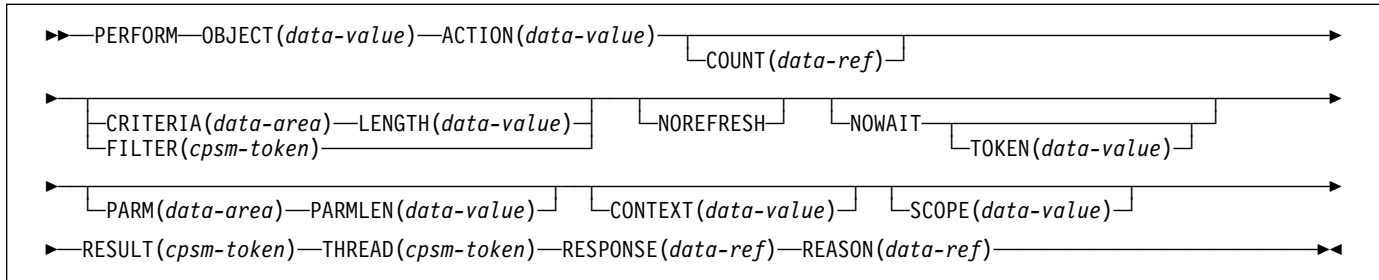 PERFORM OBJECT(data-value) ACTION(data-value)
COUNT(data-ref)
CRITERIA(data-area) LENGTH(data-value) NOREFRESH NOWAIT
FILTER(cpsm-token) TOKEN(data-value)
PARM(data-area) PARMLEN(data-value) CONTEXT(data-value) SCOPE(data-value)
RESULT(cpsm-token) THREAD(cpsm-token) RESPONSE(data-ref) REASON(data-ref)